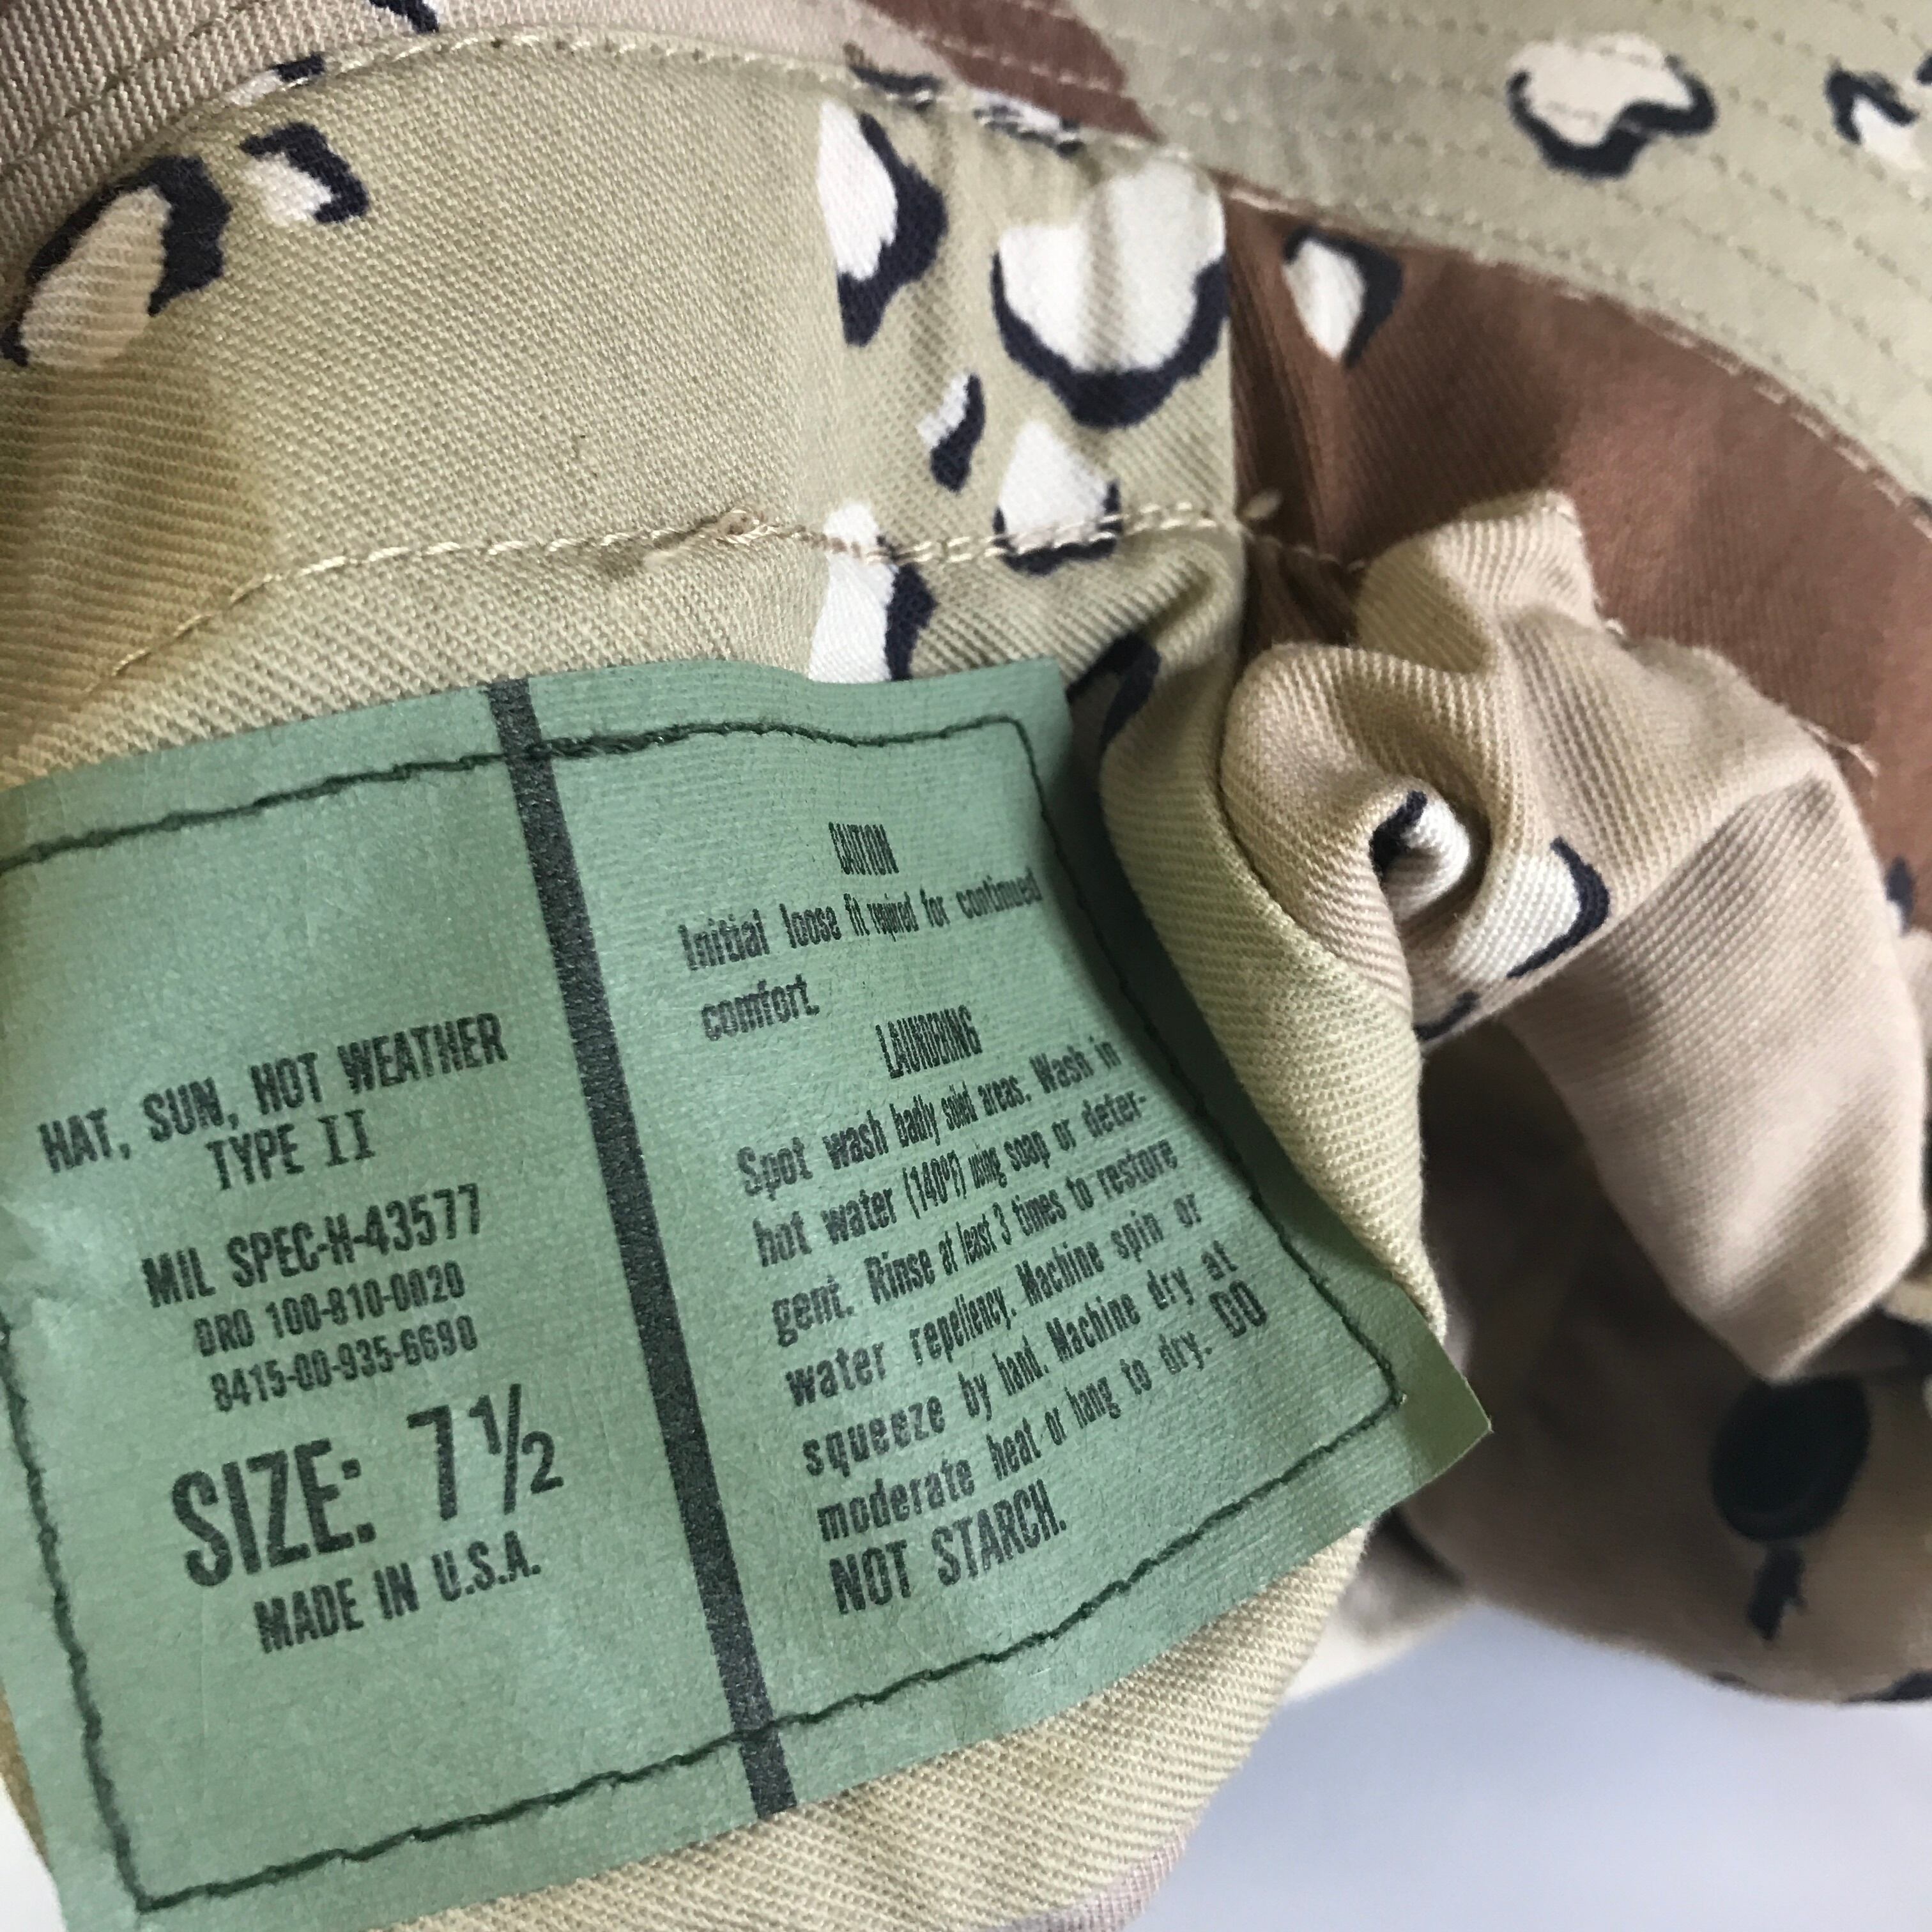 HAT, SUN, HOT WEATHER
TYPE II
MIL SPEC-H-43577
DRO 100-810-0020
8415-00-935-6690
SIZE: 7½
MADE IN U.S.A.
CAUTION
Initial loose fit required for continued
comfort.
LAUNDERING
Spot wash badly soiled areas. Wash in
hot water (140°F) using soap or deter-
gent. Rinse at least 3 times to restore
water repellency. Machine spin or
squeeze by hand. Machine dry at
moderate heat or hang to dry. DO
NOT STARCH.